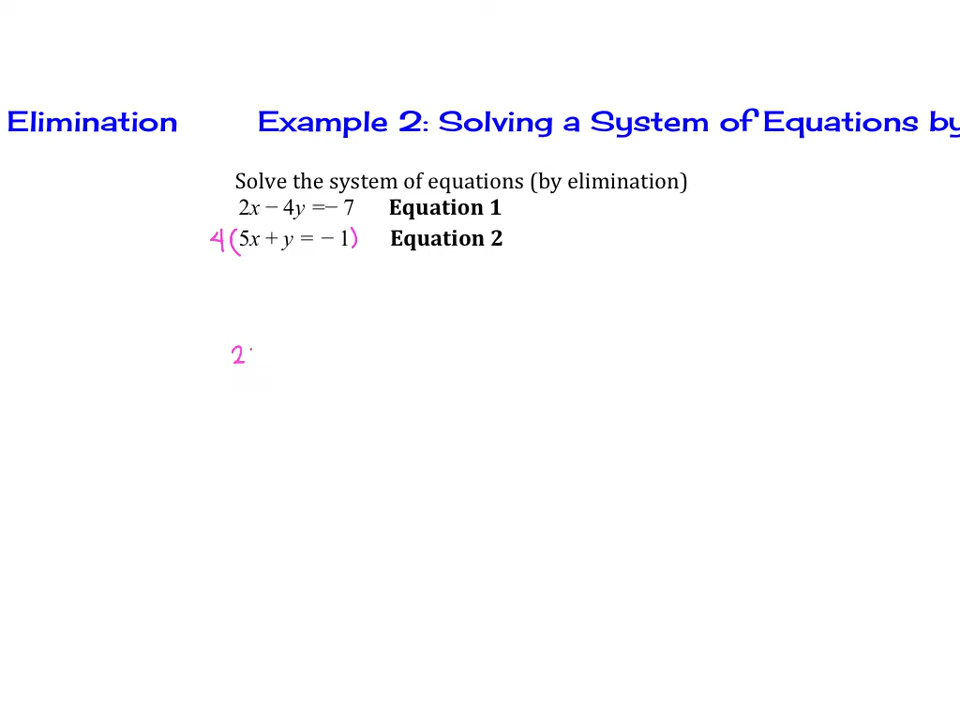 Elimination Example 2: Solving a System of Equations by
Solve the system of equations (by elimination)
2x − 4y =− 7 Equation 1
4(5x + y = − 1) Equation 2
2